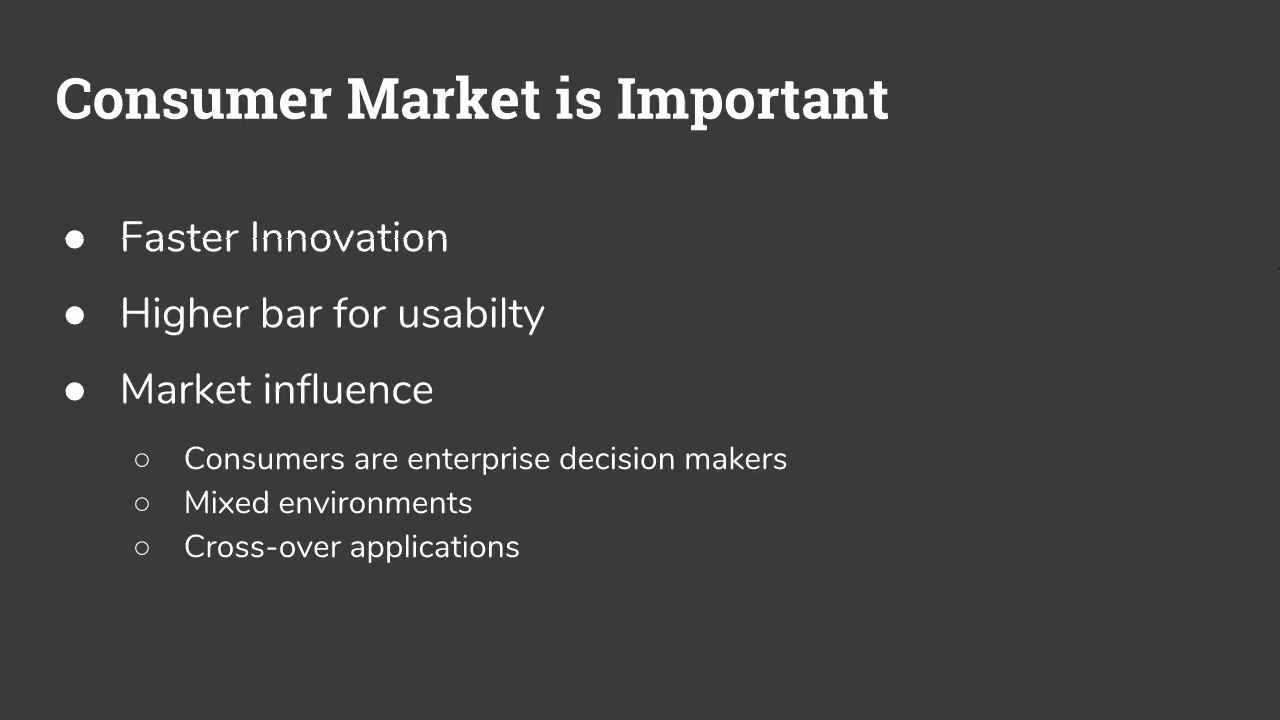 Consumer Market is Important
● Faster Innovation
● Higher bar for usabilty
● Market influence
○ Consumers are enterprise decision makers
○ Mixed environments
○ Cross-over applications